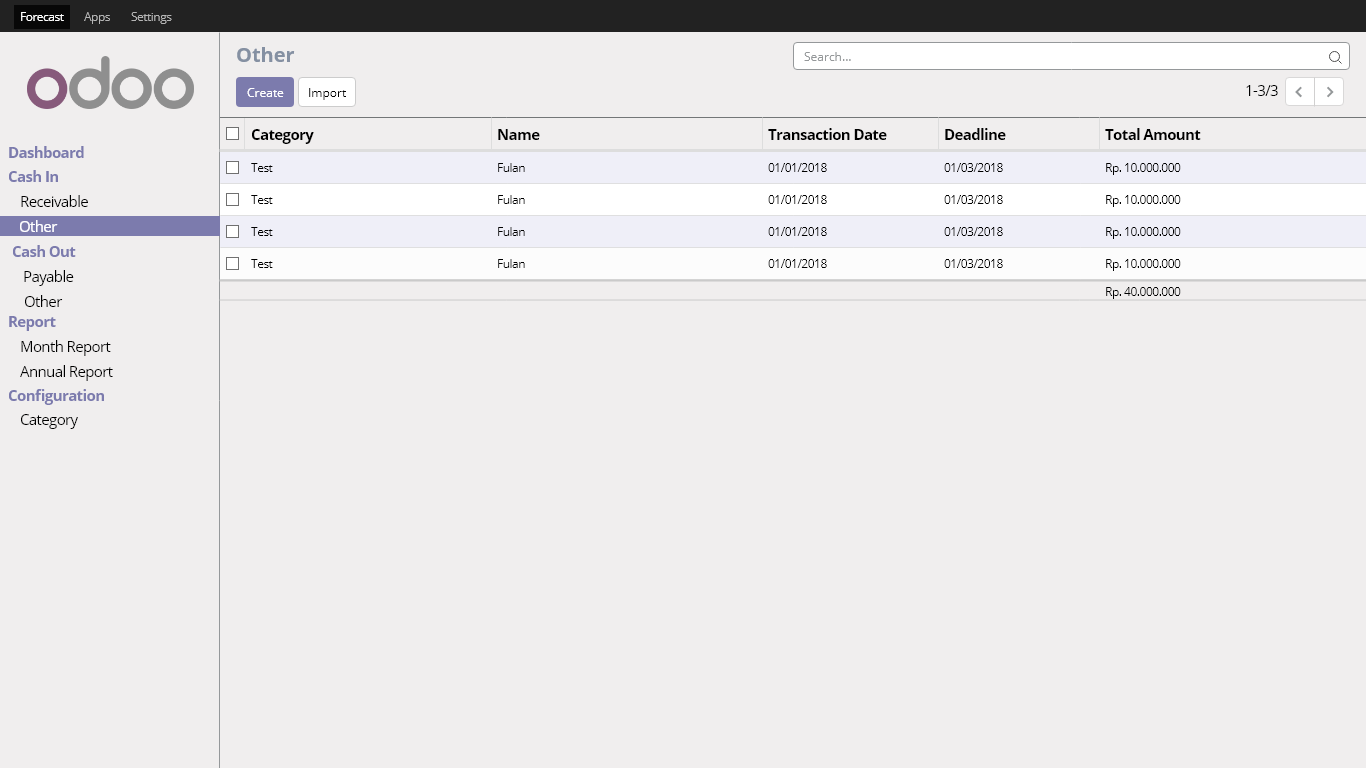 Forecast Apps Settings
odoo
Dashboard
Cash In
Receivable
Other
Cash Out
Payable
Other
Report
Month Report
Annual Report
Configuration
Category
Other
Search...
Create Import
1-3/3
Category Name Transaction Date Deadline Total Amount
Test Fulan 01/01/2018 01/03/2018 Rp. 10.000.000
Test Fulan 01/01/2018 01/03/2018 Rp. 10.000.000
Test Fulan 01/01/2018 01/03/2018 Rp. 10.000.000
Test Fulan 01/01/2018 01/03/2018 Rp. 10.000.000
Rp. 40.000.000